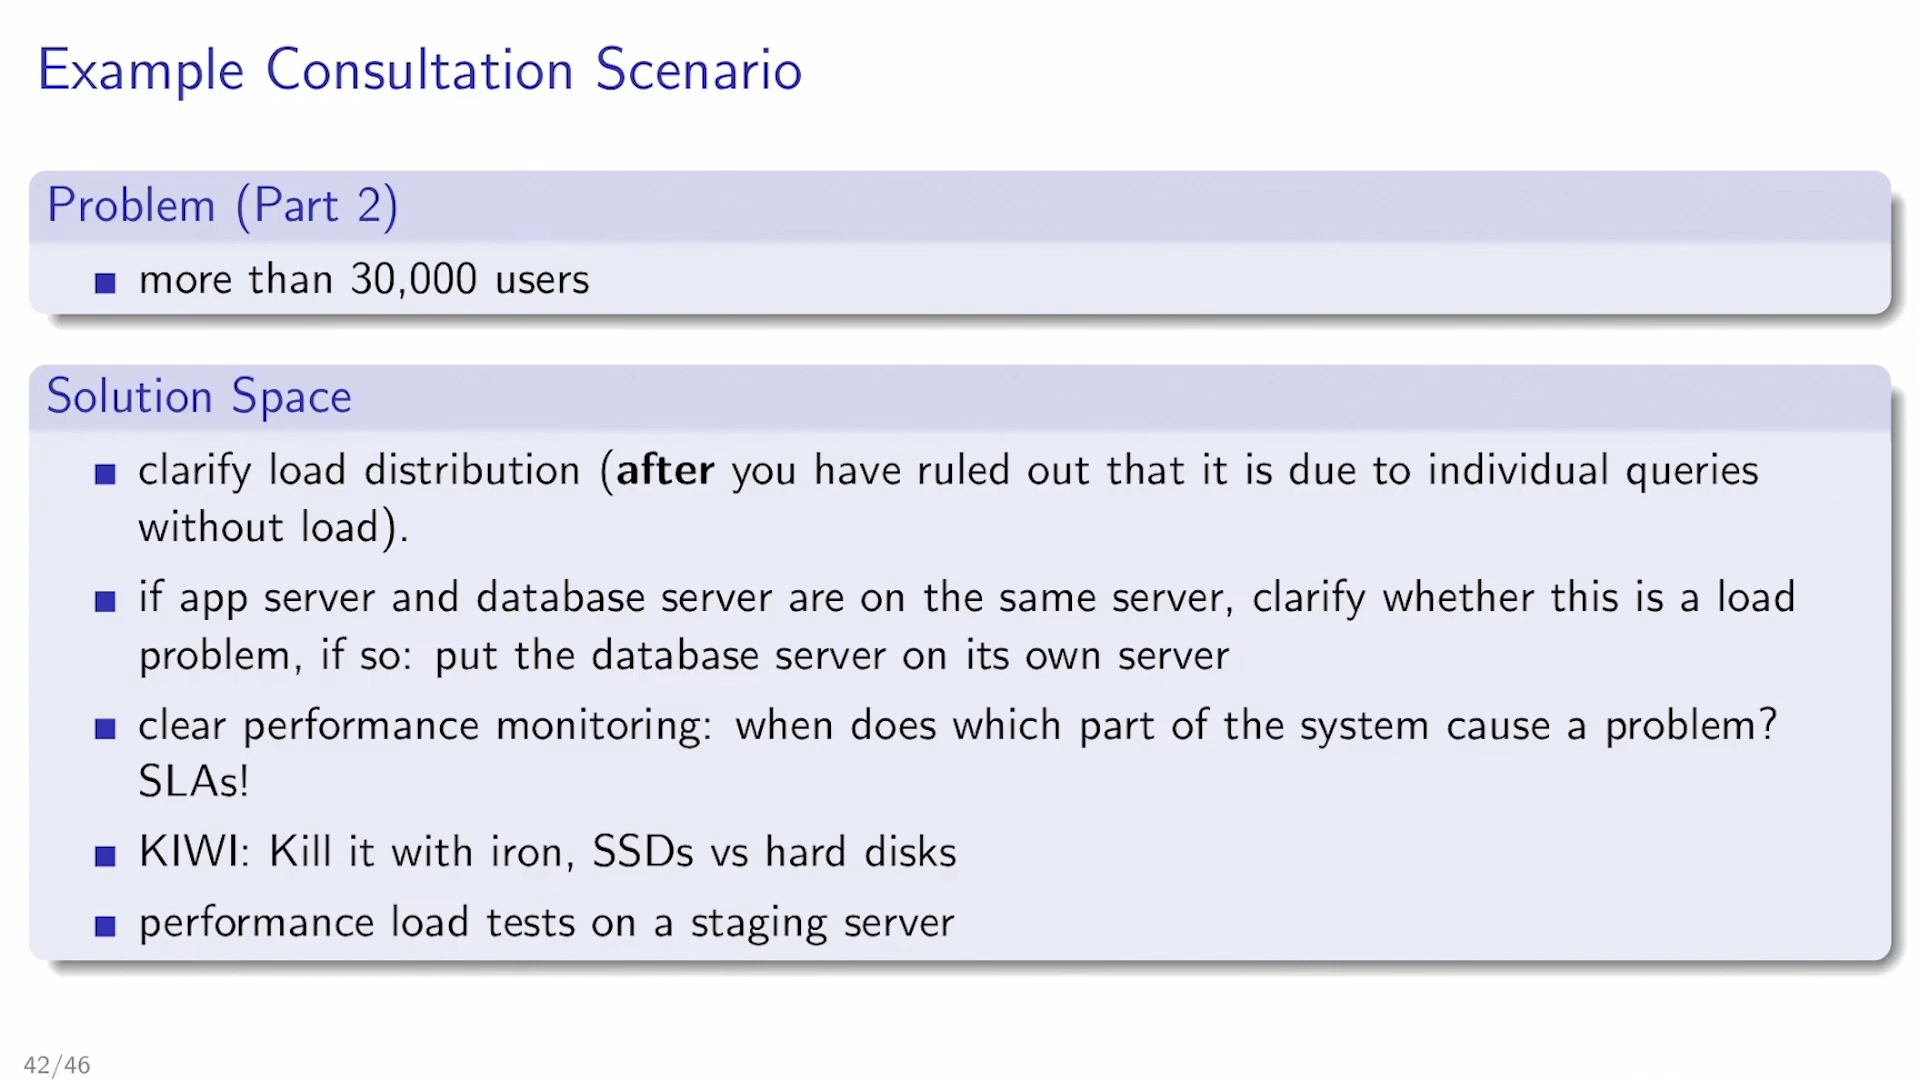 Example Consultation Scenario
Problem (Part 2)
more than 30,000 users
Solution Space
clarify load distribution (after you have ruled out that it is due to individual queries
without load).
if app server and database server are on the same server, clarify whether this is a load
problem, if so: put the database server on its own server
clear performance monitoring: when does which part of the system cause a problem?
SLAs!
KIWI: Kill it with iron, SSDs vs hard disks
performance load tests on a staging server
42/46